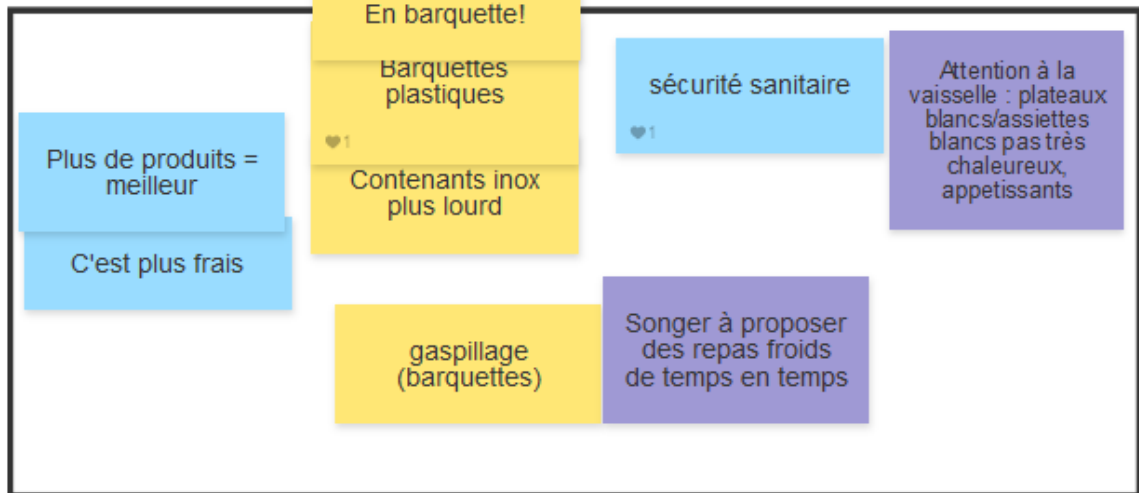 En barquette!
Barquettes
plastiques
1
Contenants inox
plus lourd
Plus de produits =
meilleur
C'est plus frais
gaspillage
(barquettes)
sécurité sanitaire
1
Attention à la
vaisselle : plateaux
blancs/assiettes
blancs pas très
chaleureux,
appetissants
Songer à proposer
des repas froids
de temps en temps